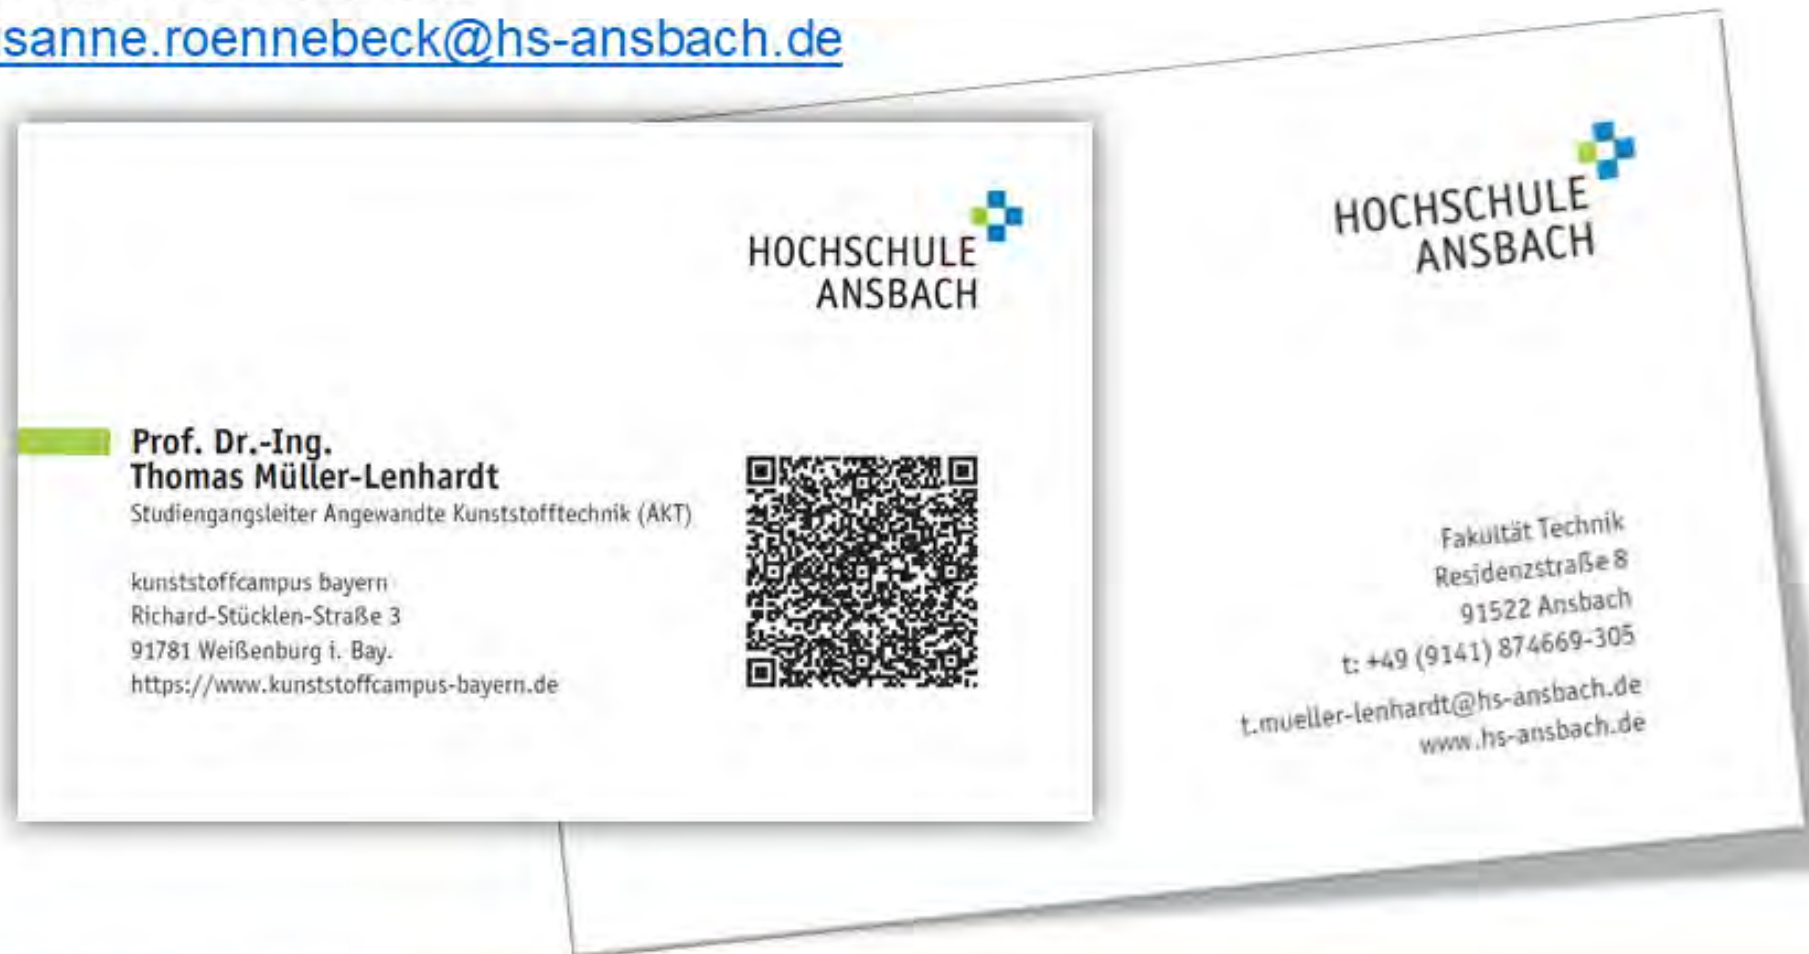 sanne.roennebeck@hs-ansbach.de
HOCHSCHULE
ANSBACH
Prof. Dr.-Ing.
Thomas Müller-Lenhardt
Studiengangsleiter Angewandte Kunststofftechnik (AKT)
kunststoffcampus bayern
Richard-Stücklen-Straße 3
91781 Weißenburg i. Bay.
https://www.kunststoffcampus-bayern.de
HOCHSCHULE
ANSBACH
Fakultät Technik
Residenzstraße 8
91522 Ansbach
t: +49 (9141) 874669-305
t.mueller-lenhardt@hs-ansbach.de
www.hs-ansbach.de